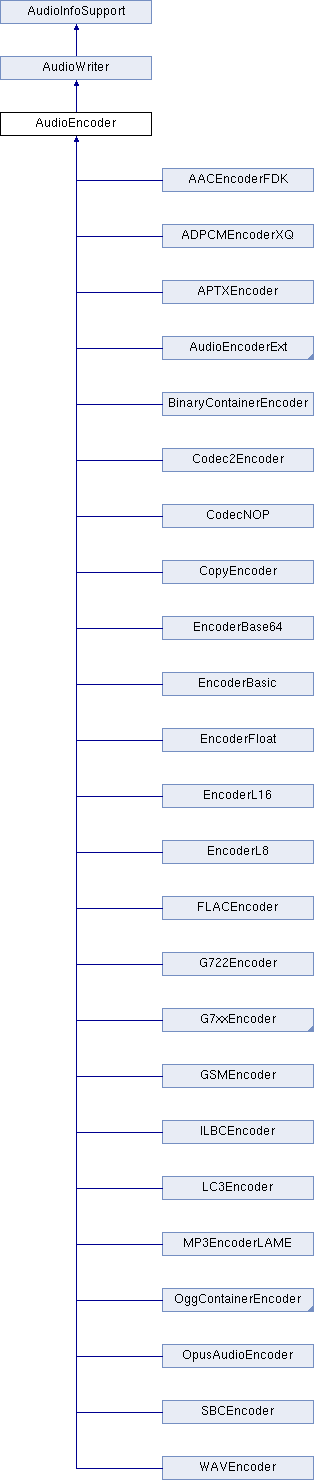 AudioInfoSupport
AudioWriter
AudioEncoder
AACEncoderFDK
ADPCMEncoderXQ
APTXEncoder
AudioEncoderExt
BinaryContainerEncoder
Codec2Encoder
CodecNOP
CopyEncoder
EncoderBase64
EncoderBasic
EncoderFloat
EncoderL16
EncoderL8
FLACEncoder
G722Encoder
G7xxEncoder
GSMEncoder
ILBCEncoder
LC3Encoder
MP3EncoderLAME
OggContainerEncoder
OpusAudioEncoder
SBCEncoder
WAVEncoder